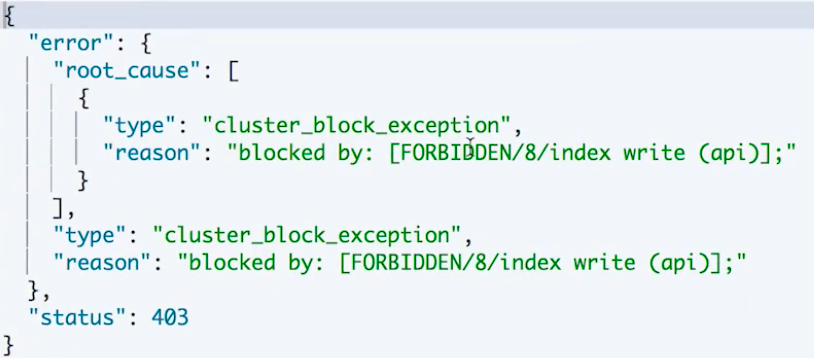 {
  "error": {
    "root_cause": [
      {
        "type": "cluster_block_exception",
        "reason": "blocked by: [FORBIDDEN/8/index write (api)];"
      }
    ],
    "type": "cluster_block_exception",
    "reason": "blocked by: [FORBIDDEN/8/index write (api)];"
  },
  "status": 403
}